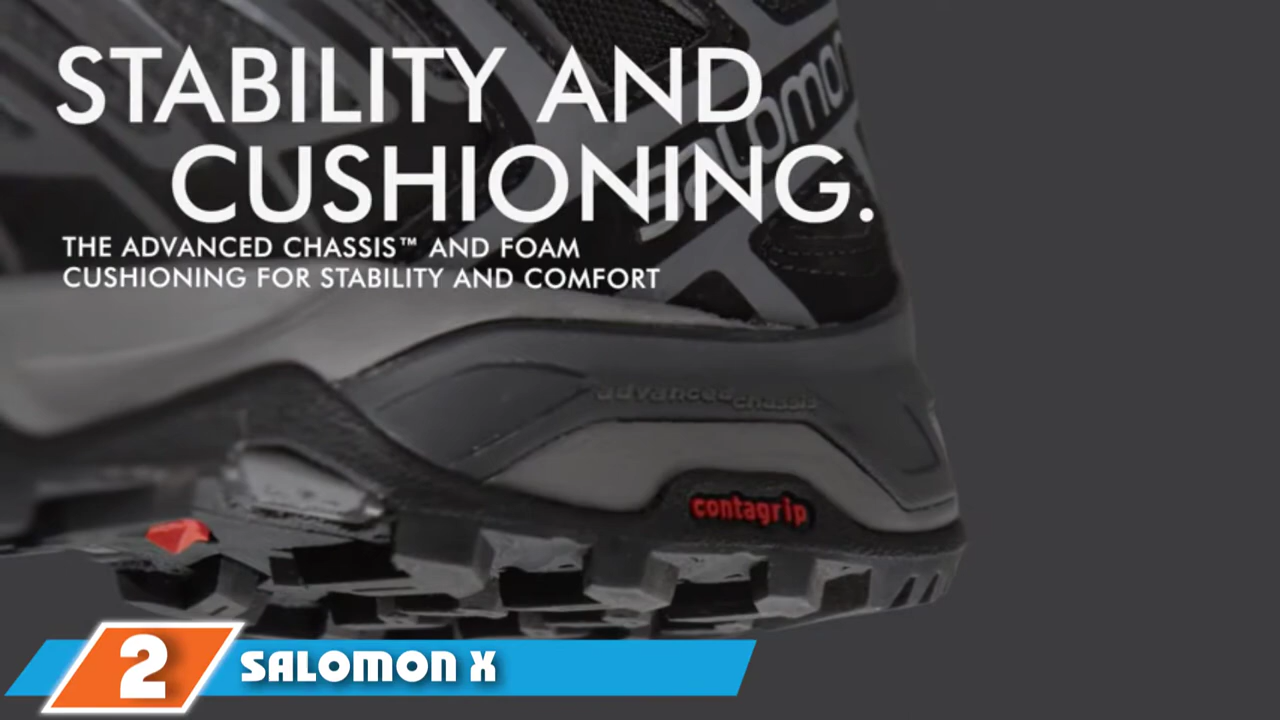 STABILITY AND
CUSHIONING.
THE ADVANCED CHASSIS™ AND FOAM
CUSHIONING FOR STABILITY AND COMFORT
salomon
advanced chassis
contagrip
2 SALOMON X